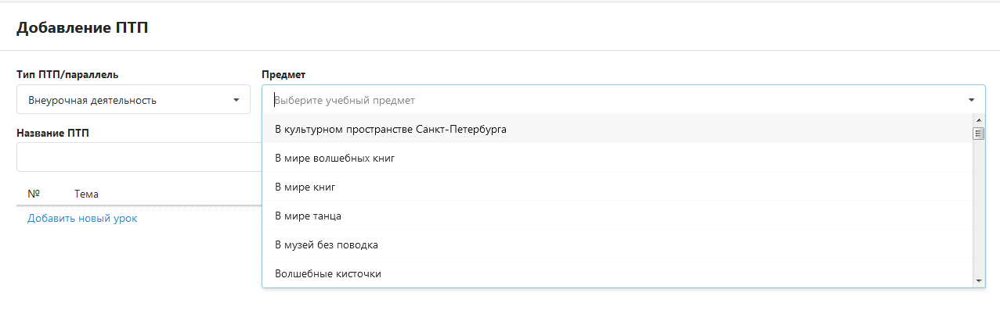 Добавление ПТП
Тип ПТП/параллель
Предмет
Внеурочная деятельность
Выберите учебный предмет
Название ПТП
В культурном пространстве Санкт-Петербурга
В мире волшебных книг
В мире книг
В мире танца
В музей без поводка
Волшебные кисточки
№ Тема
Добавить новый урок